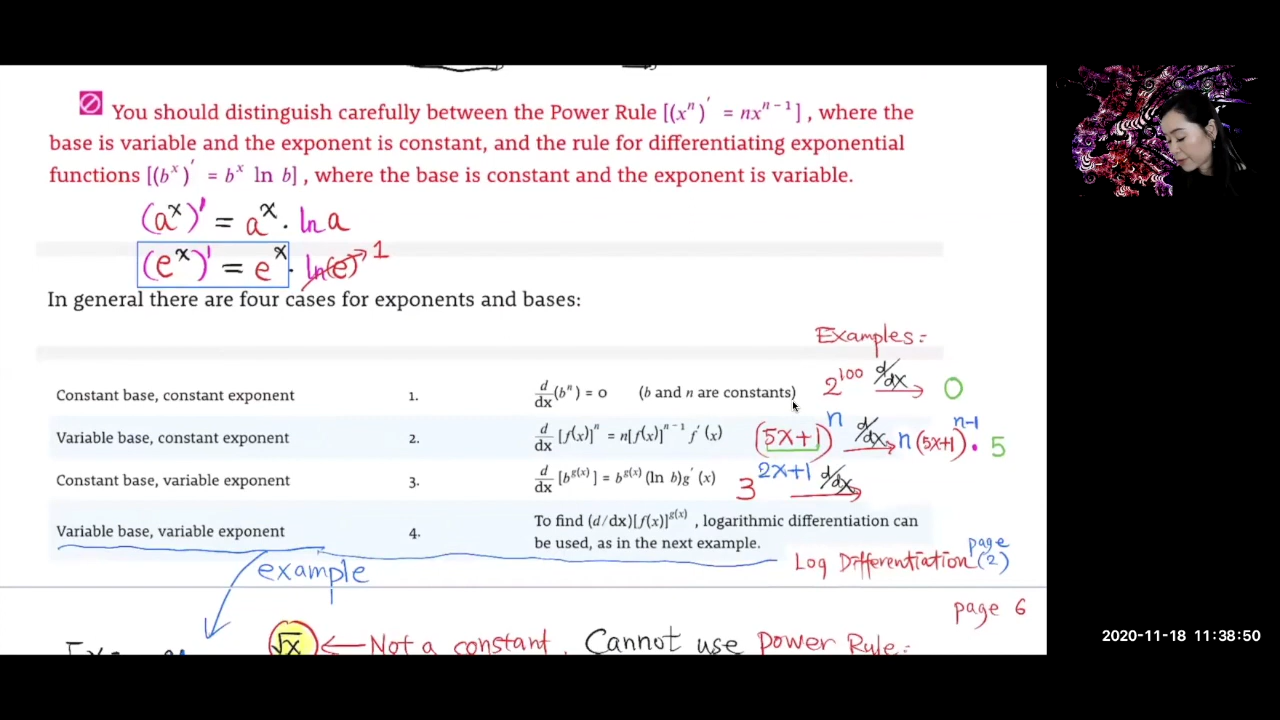 You should distinguish carefully between the Power Rule [(xⁿ)′ = nxⁿ⁻¹], where the
base is variable and the exponent is constant, and the rule for differentiating exponential
functions [(bˣ)′ = bˣ ln b], where the base is constant and the exponent is variable.
(aˣ)' = aˣ · ln a
(eˣ)' = eˣ · ln(e) → 1
In general there are four cases for exponents and bases:
Examples:
Constant base, constant exponent 1. d/dx (bⁿ) = 0 (b and n are constants) 2¹⁰⁰ d/dx → 0
Variable base, constant exponent 2. d/dx [f(x)]ⁿ = n[f(x)]ⁿ⁻¹ f′(x) (5x+1)ⁿ d/dx → n(5x+1)ⁿ⁻¹ · 5
Constant base, variable exponent 3. d/dx [b^g(x)] = b^g(x) (ln b)g′(x) 3^2x+1 d/dx →
Variable base, variable exponent 4. To find (d/dx)[f(x)]^g(x), logarithmic differentiation can
be used, as in the next example.
Log Differentiation page (2)
example
page 6
√x ← Not a constant. Cannot use Power Rule:
2020-11-18 11:38:50